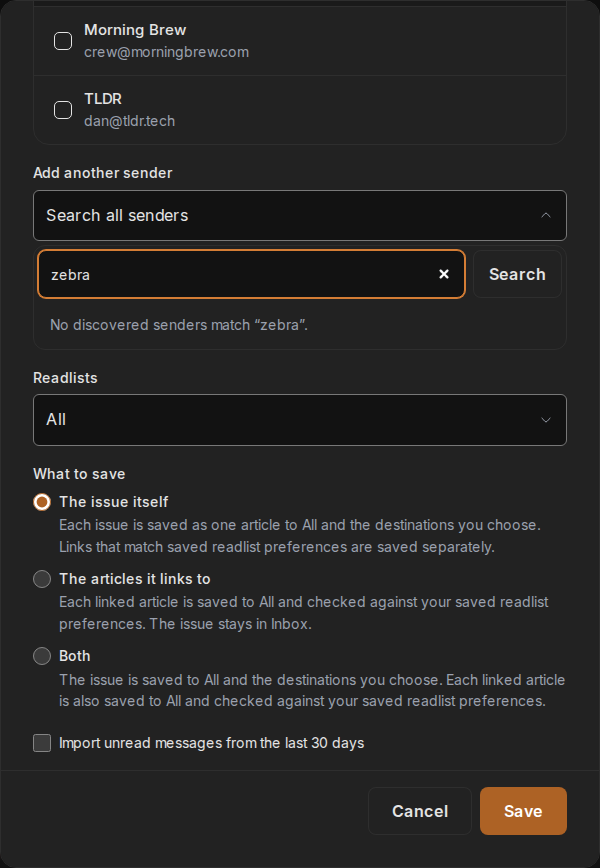 Morning Brew
crew@morningbrew.com
TLDR
dan@tldr.tech
Add another sender
Search all senders
zebra
Search
No discovered senders match “zebra”.
Readlists
All
What to save
The issue itself
Each issue is saved as one article to All and the destinations you choose.
Links that match saved readlist preferences are saved separately.
The articles it links to
Each linked article is saved to All and checked against your saved readlist
preferences. The issue stays in Inbox.
Both
The issue is saved to All and the destinations you choose. Each linked article
is also saved to All and checked against your saved readlist preferences.
Import unread messages from the last 30 days
Cancel
Save